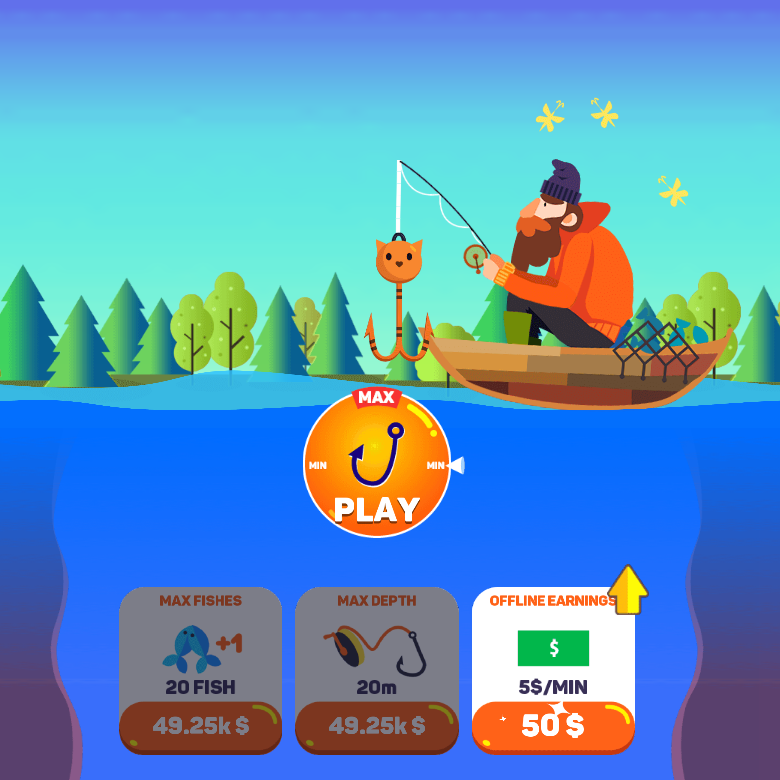 MAX
MIN
MIN
PLAY
MAX FISHES
+1
20 FISH
49.25k $
MAX DEPTH
20m
49.25k $
OFFLINE EARNINGS
$
5$/MIN
50 $